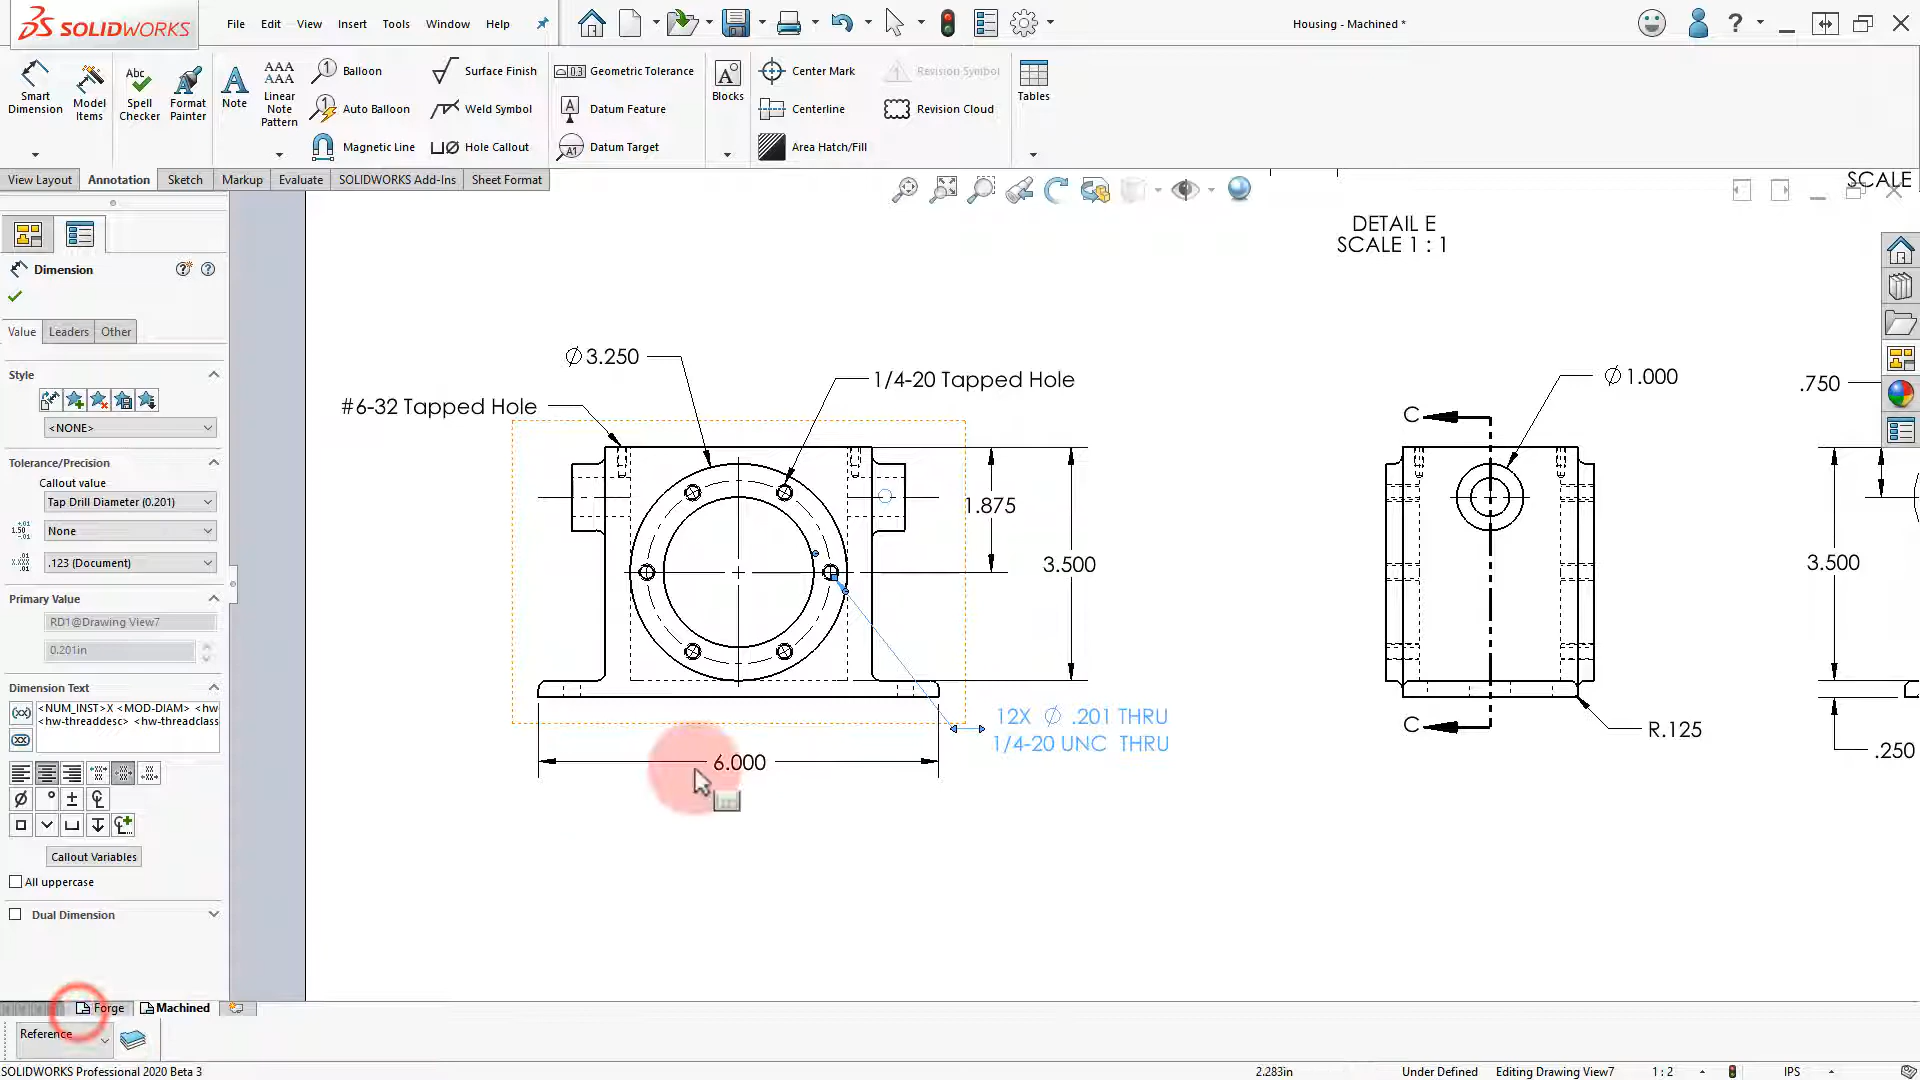 SOLIDWORKS
File Edit View Insert Tools Window Help
Housing - Machined *
Smart Dimension
Model Items
Spell Checker
Format Painter
Note
Linear Note Pattern
Balloon
Auto Balloon
Magnetic Line
Surface Finish
Weld Symbol
Hole Callout
Geometric Tolerance
Datum Feature
Datum Target
Blocks
Center Mark
Centerline
Area Hatch/Fill
Revision Symbol
Revision Cloud
Tables
View Layout Annotation Sketch Markup Evaluate SOLIDWORKS Add-Ins Sheet Format
Dimension
Value Leaders Other
Style
<NONE>
Tolerance/Precision
Callout value
Tap Drill Diameter (0.201)
None
.123 (Document)
Primary Value
RD1@Drawing View7
0.201in
Dimension Text
<NUM_INST>X <MOD-DIAM> <hw
<hw-threaddesc> <hw-threadclass
Callout Variables
All uppercase
Dual Dimension
SCALE
DETAIL E
SCALE 1 : 1
Ø3.250
1/4-20 Tapped Hole
#6-32 Tapped Hole
1.875
3.500
12X Ø .201 THRU
1/4-20 UNC THRU
6.000
C
Ø1.000
C
R.125
.750
3.500
.250
Forge Machined
Reference
SOLIDWORKS Professional 2020 Beta 3
2.283in Under Defined Editing Drawing View7 1 : 2 IPS